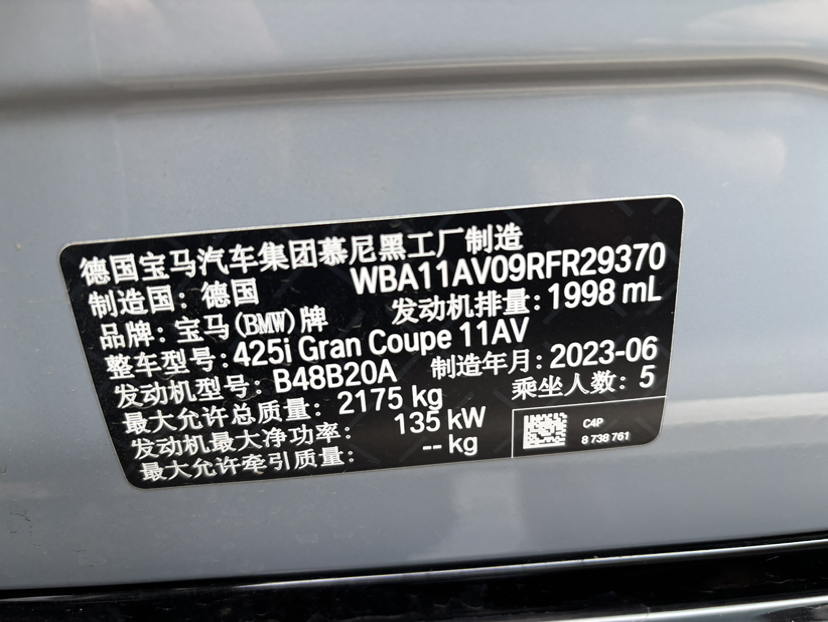 德国宝马汽车集团慕尼黑工厂制造
制造国: 德国 WBA11AV09RFR29370
品牌: 宝马(BMW)牌 发动机排量: 1998 mL
整车型号: 425i Gran Coupe 11AV
发动机型号: B48B20A 制造年月: 2023-06
最大允许总质量: 2175 kg 乘坐人数: 5
发动机最大净功率: 135 kW
最大允许牵引质量: -- kg
C4P
8 738 761